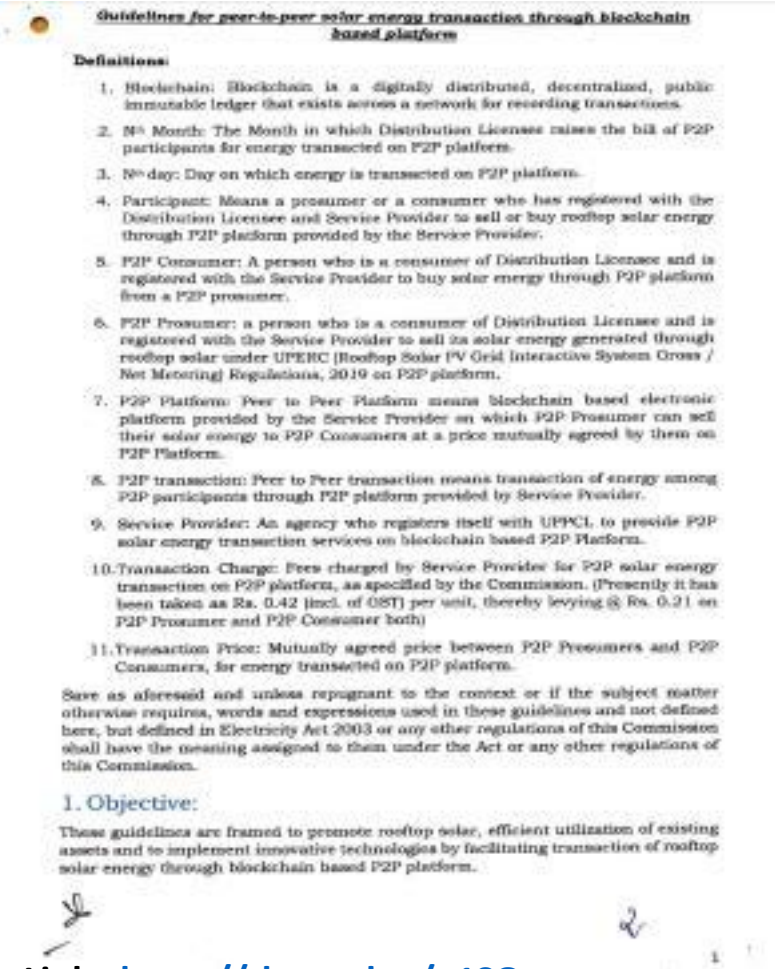 Guidelines for peer-to-peer solar energy transaction through blockchain
based platform
Definitions:
1. Blockchain: Blockchain is a digitally distributed, decentralized, public
immutable ledger that exists across a network for recording transactions.
2. Nth Month: The Month in which Distribution Licensee raises the bill of P2P
participants for energy transacted on P2P platform.
3. Nth day: Day on which energy is transacted on P2P platform.
4. Participant: Means a prosumer or a consumer who has registered with the
Distribution Licensee and Service Provider to sell or buy rooftop solar energy
through P2P platform provided by the Service Provider.
5. P2P Consumer: A person who is a consumer of Distribution Licensee and is
registered with the Service Provider to buy solar energy through P2P platform
from a P2P prosumer.
6. P2P Prosumer: a person who is a consumer of Distribution Licensee and is
registered with the Service Provider to sell its solar energy generated through
rooftop solar under UPERC (Rooftop Solar PV Grid Interactive System Gross /
Net Metering) Regulations, 2019 on P2P platform.
7. P2P Platform: Peer to Peer Platform means blockchain based electronic
platform provided by the Service Provider on which P2P Prosumer can sell
their solar energy to P2P Consumers at a price mutually agreed by them on
P2P Platform.
8. P2P transaction: Peer to Peer transaction means transaction of energy among
P2P participants through P2P platform provided by Service Provider.
9. Service Provider: An agency who registers itself with UPPCL to provide P2P
solar energy transaction services on blockchain based P2P Platform.
10. Transaction Charge: Fees charged by Service Provider for P2P solar energy
transaction on P2P platform, as specified by the Commission. (Presently it has
been taken as Rs. 0.42 (incl. of GST) per unit, thereby levying @ Rs. 0.21 on
P2P Prosumer and P2P Consumer both)
11. Transaction Price: Mutually agreed price between P2P Prosumers and P2P
Consumers, for energy transacted on P2P platform.
Save as aforesaid and unless repugnant to the context or if the subject matter
otherwise requires, words and expressions used in these guidelines and not defined
here, but defined in Electricity Act 2003 or any other regulations of this Commission
shall have the meaning assigned to them under the Act or any other regulations of
this Commission.
1. Objective:
These guidelines are framed to promote rooftop solar, efficient utilization of existing
assets and to implement innovative technologies by facilitating transaction of rooftop
solar energy through blockchain based P2P platform.
2
1